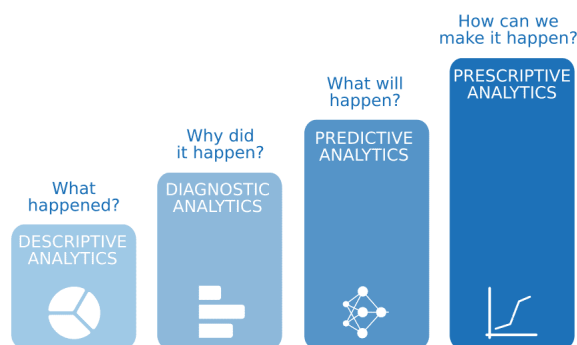 What
happened?
DESCRIPTIVE
ANALYTICS
Why did
it happen?
DIAGNOSTIC
ANALYTICS
What will
happen?
PREDICTIVE
ANALYTICS
How can we
make it happen?
PRESCRIPTIVE
ANALYTICS